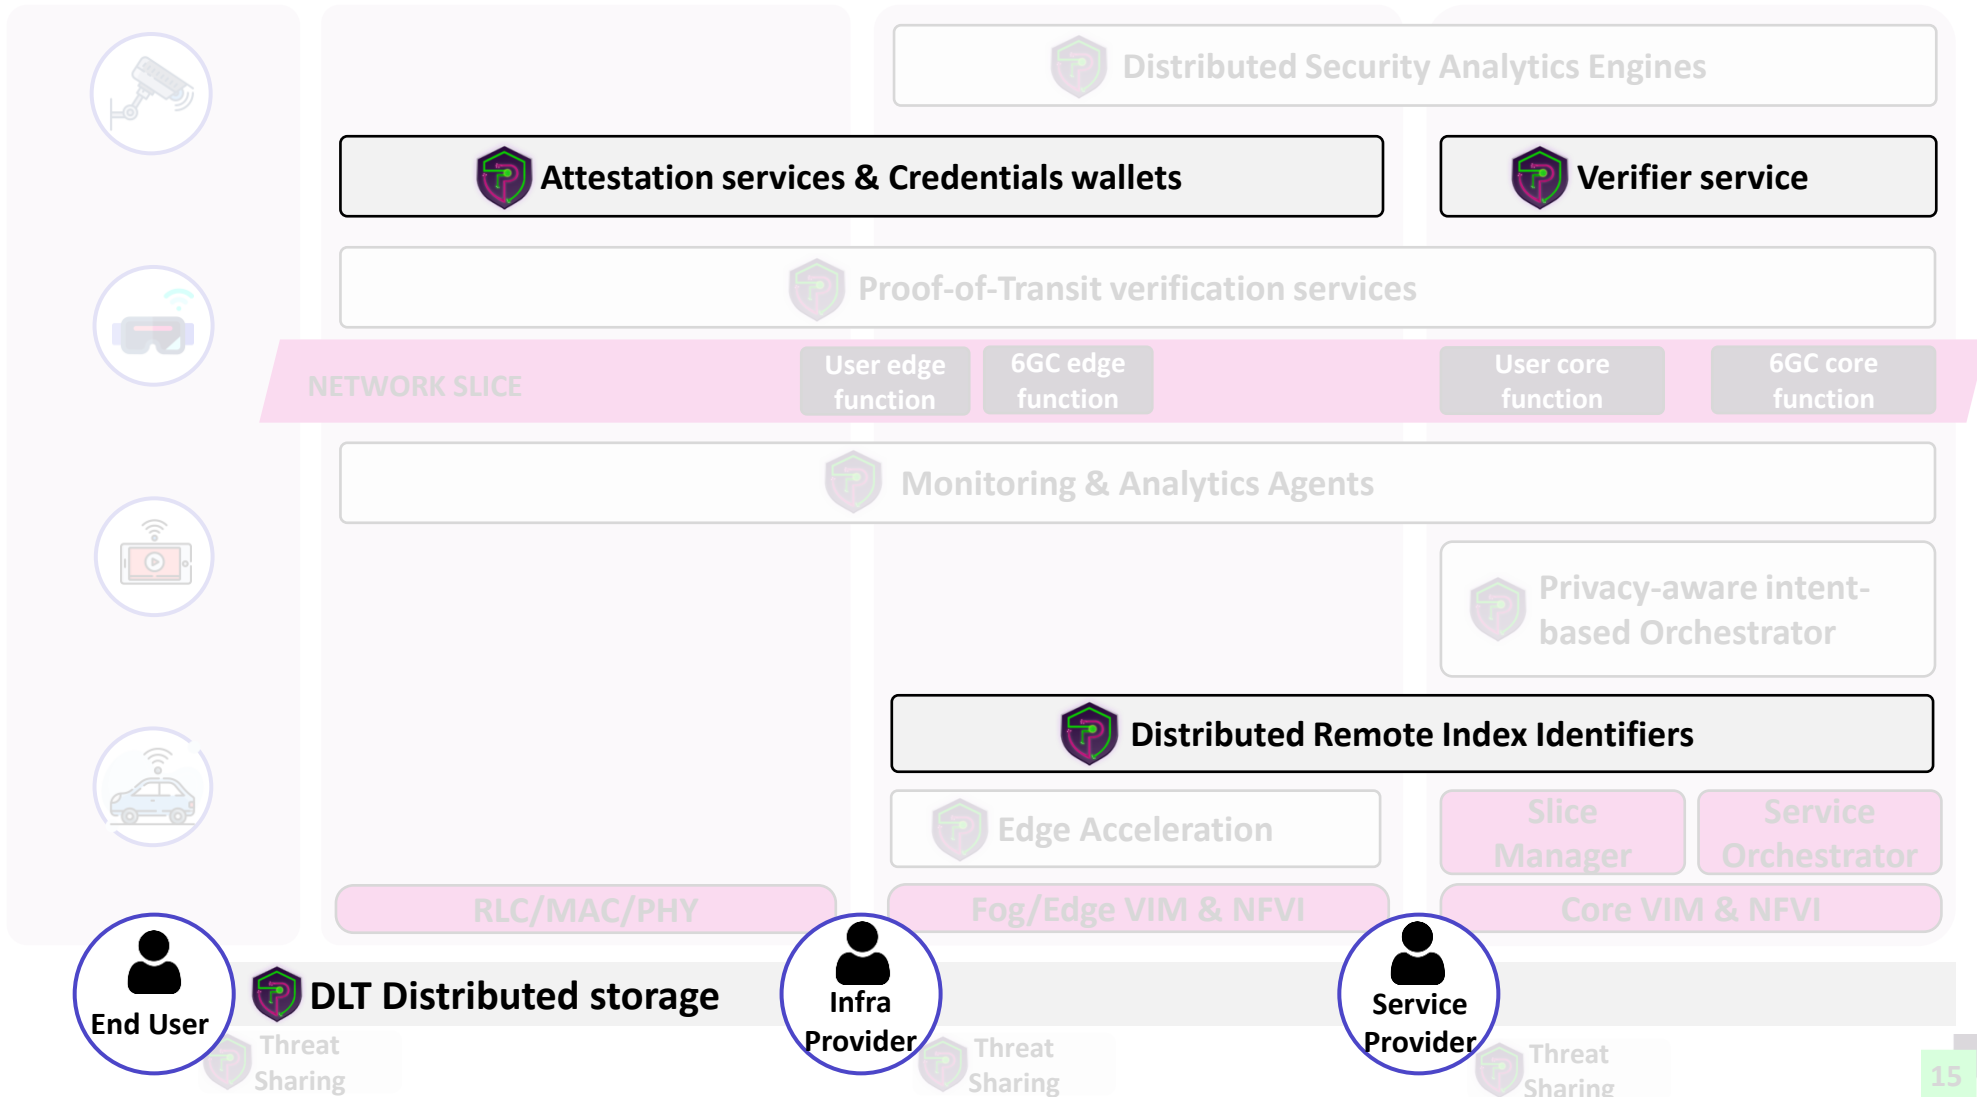 Distributed Security Analytics Engines
Attestation services & Credentials wallets
Verifier service
Proof-of-Transit verification services
NETWORK SLICE
User edge
function
6GC edge
function
User core
function
6GC core
function
Monitoring & Analytics Agents
Privacy-aware intent-
based Orchestrator
Distributed Remote Index Identifiers
Edge Acceleration
Slice
Manager
Service
Orchestrator
RLC/MAC/PHY
Fog/Edge VIM & NFVI
Core VIM & NFVI
End User
DLT Distributed storage
Infra
Provider
Service
Provider
Threat
Sharing
Threat
Sharing
Threat
Sharing
15